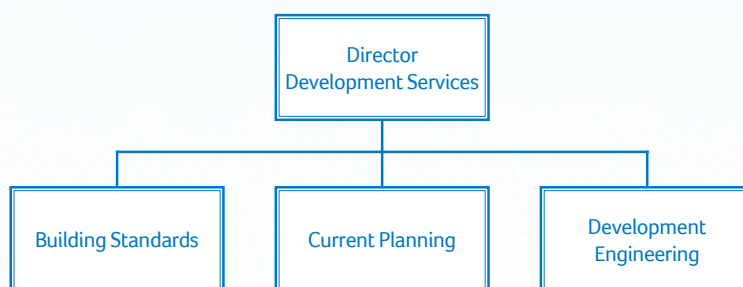 Director
Development Services
Building Standards
Current Planning
Development
Engineering